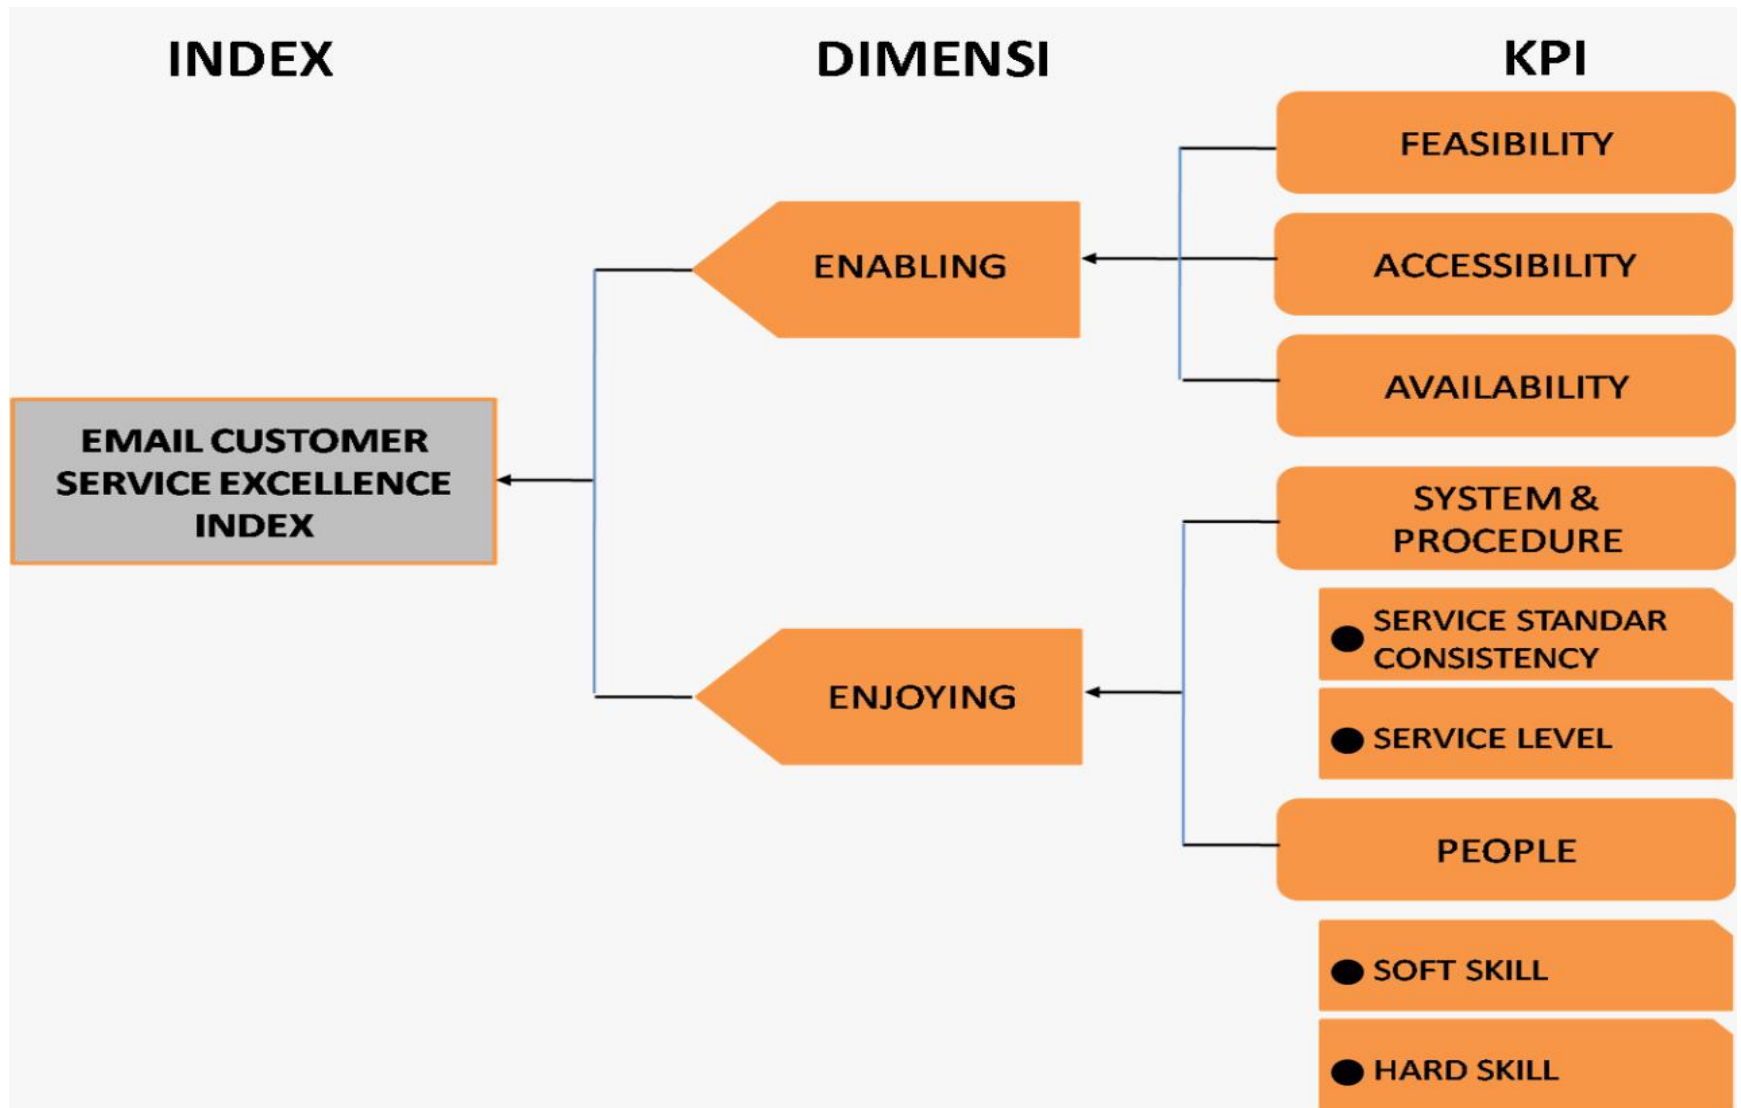 INDEX
DIMENSI
KPI
FEASIBILITY
ENABLING
ACCESSIBILITY
AVAILABILITY
EMAIL CUSTOMER
SERVICE EXCELLENCE
INDEX
SYSTEM &
PROCEDURE
SERVICE STANDAR
CONSISTENCY
ENJOYING
SERVICE LEVEL
PEOPLE
SOFT SKILL
HARD SKILL